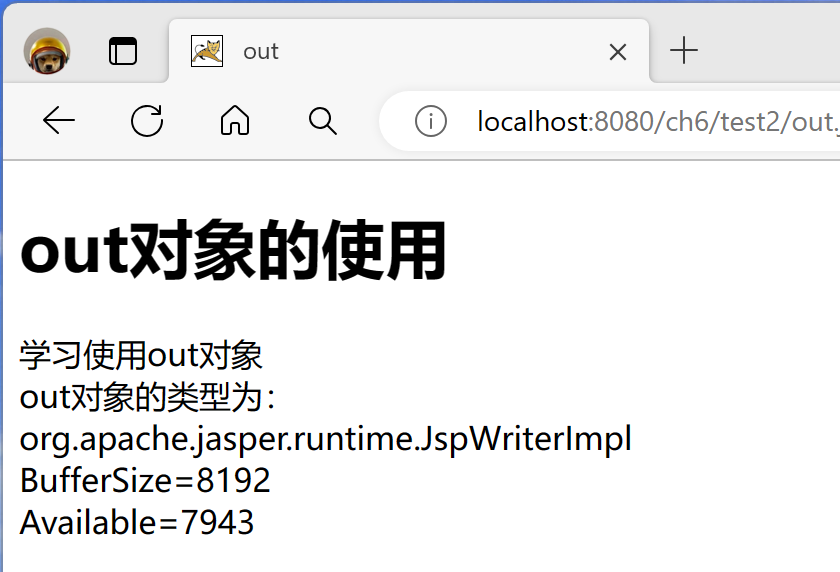 out
localhost:8080/ch6/test2/out.
out对象的使用
学习使用out对象
out对象的类型为：
org.apache.jasper.runtime.JspWriterImpl
BufferSize=8192
Available=7943